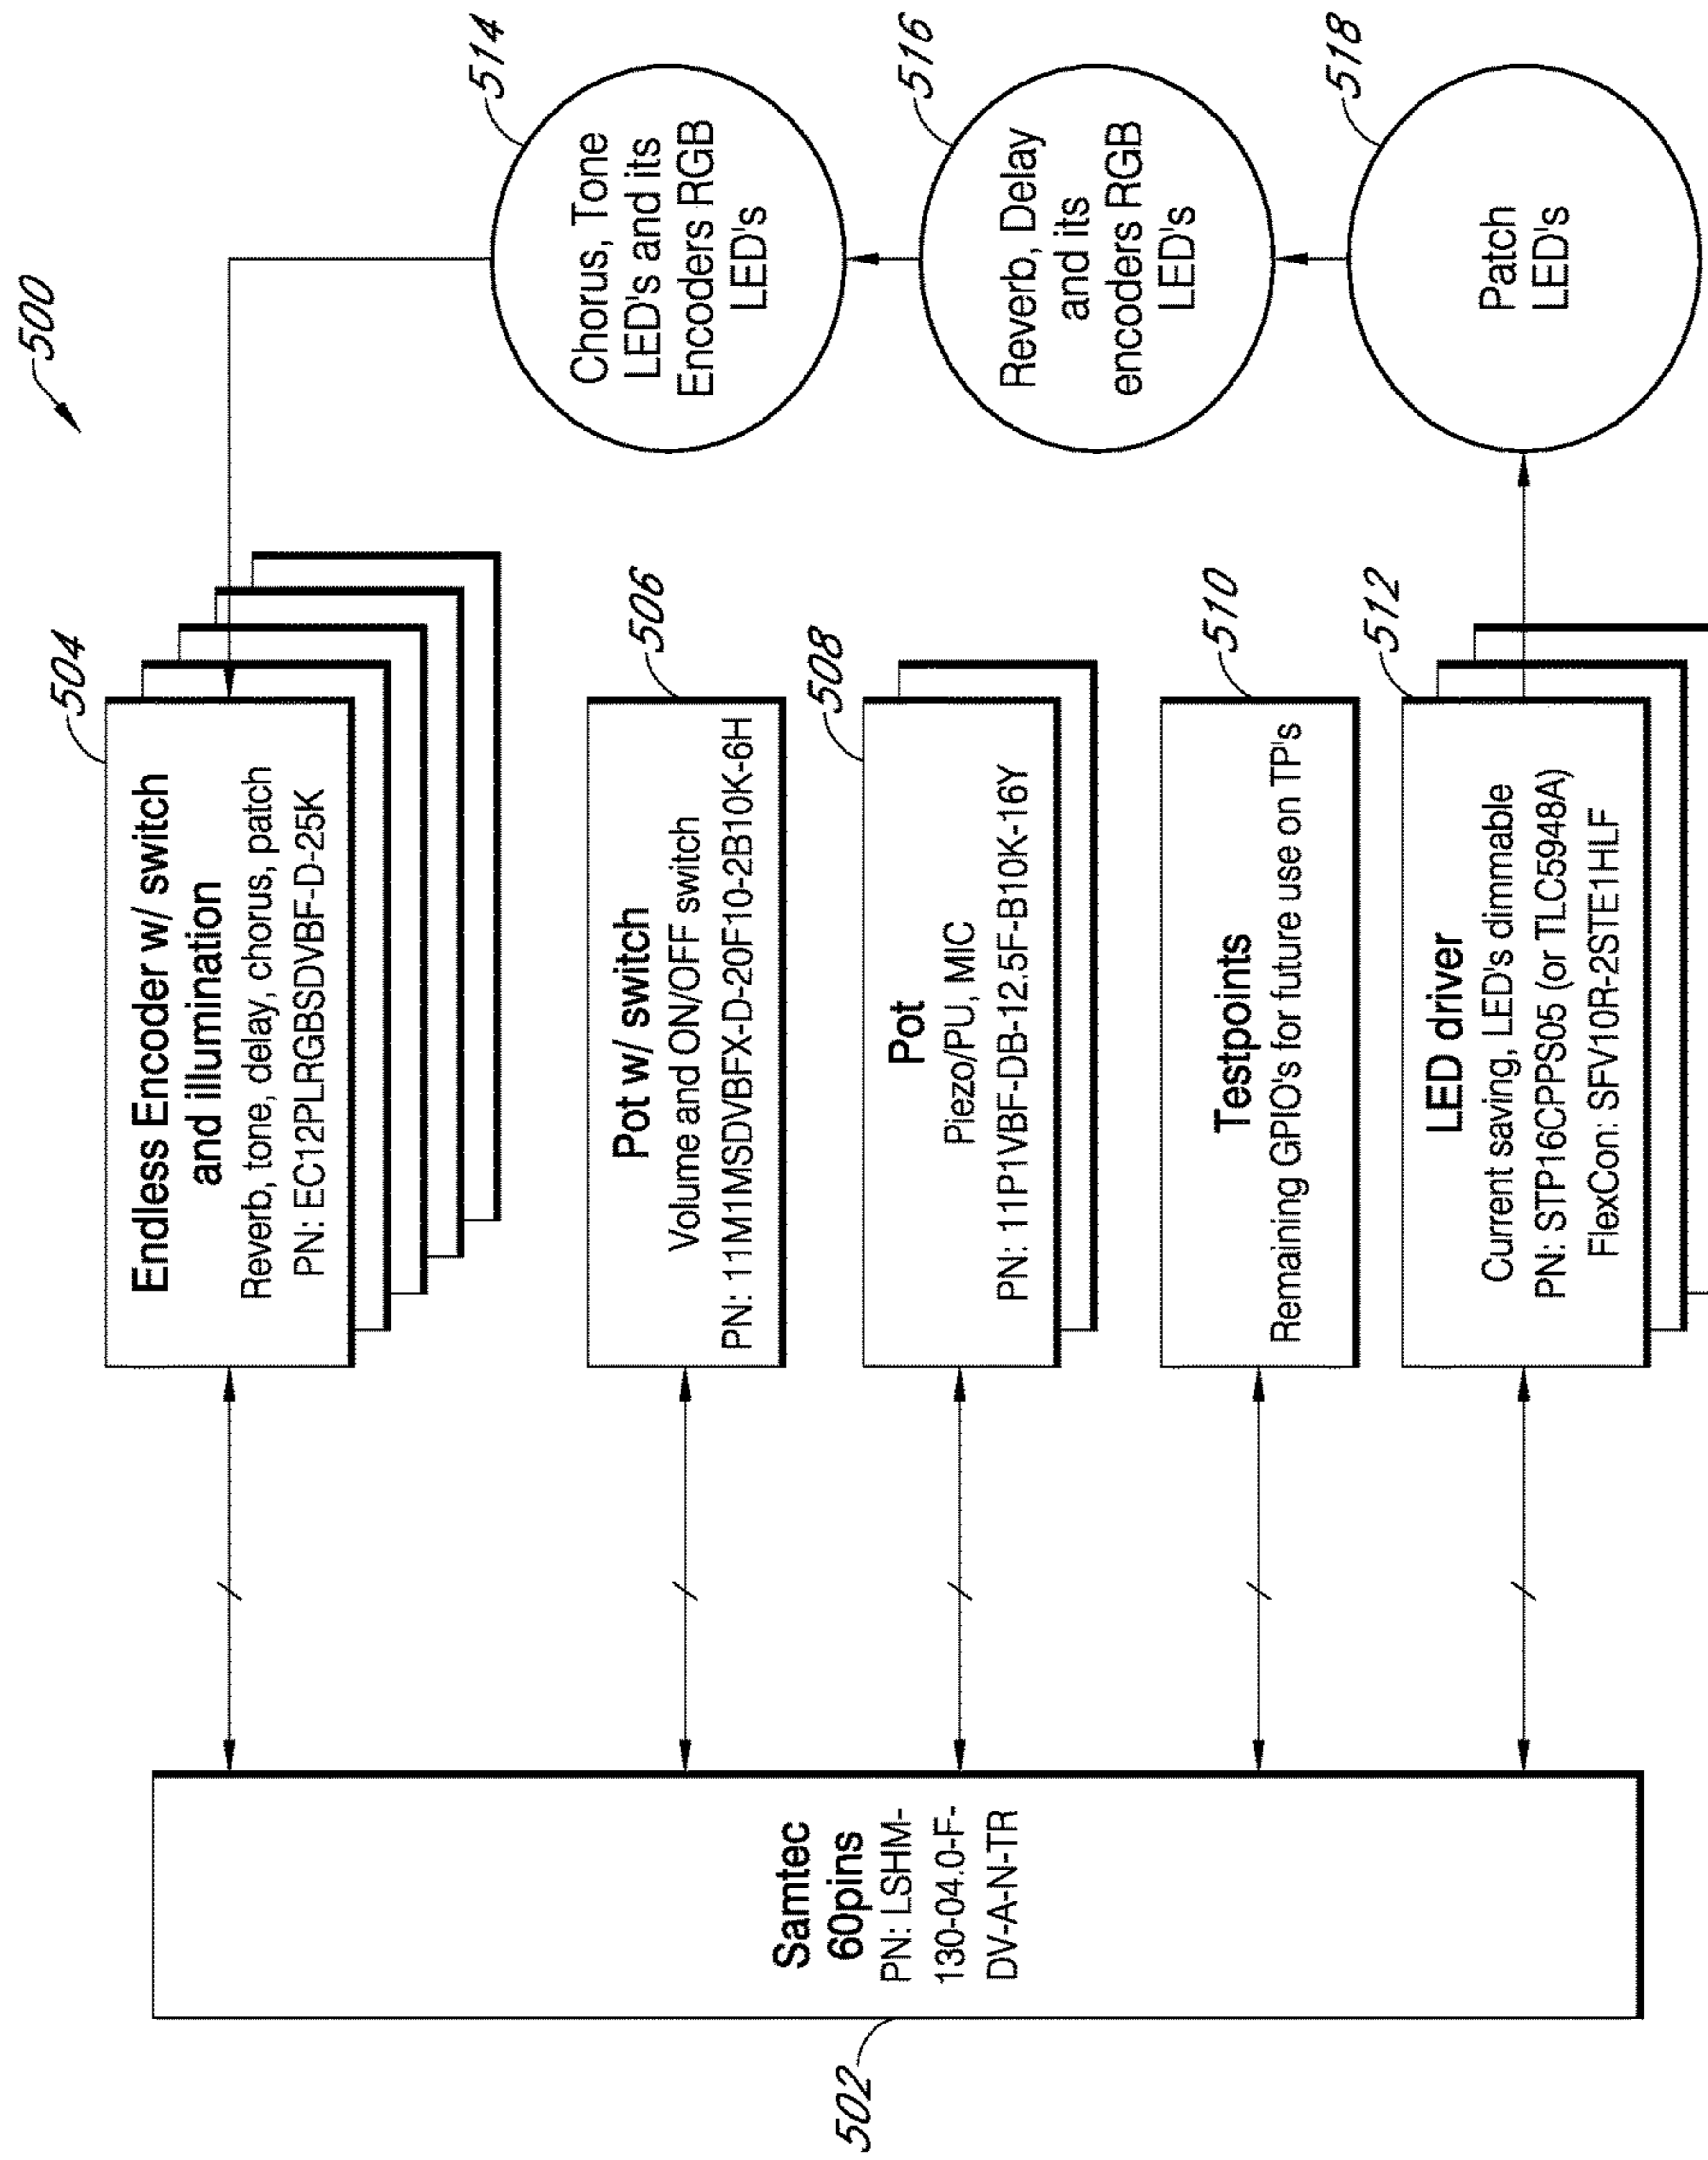 500
502
Samtec
60pins
PN: LSHM-
130-04.0-F-
DV-A-N-TR
504
Endless Encoder w/ switch
and illumination
Reverb, tone, delay, chorus, patch
PN: EC12PLRGBSDVBF-D-25K
506
Pot w/ switch
Volume and ON/OFF switch
PN: 11M1MSDVBFX-D-20F10-2B10K-6H
508
Pot
Piezo/PU, MIC
PN: 11P1VBF-DB-12.5F-B10K-16Y
510
Testpoints
Remaining GPIO's for future use on TP's
512
LED driver
Current saving, LED's dimmable
PN: STP16CPPS05 (or TLC5948A)
FlexCon: SFV10R-2STE1HLF
514
Chorus, Tone
LED's and its
Encoders RGB
LED's
516
Reverb, Delay
and its
encoders RGB
LED's
518
Patch
LED's